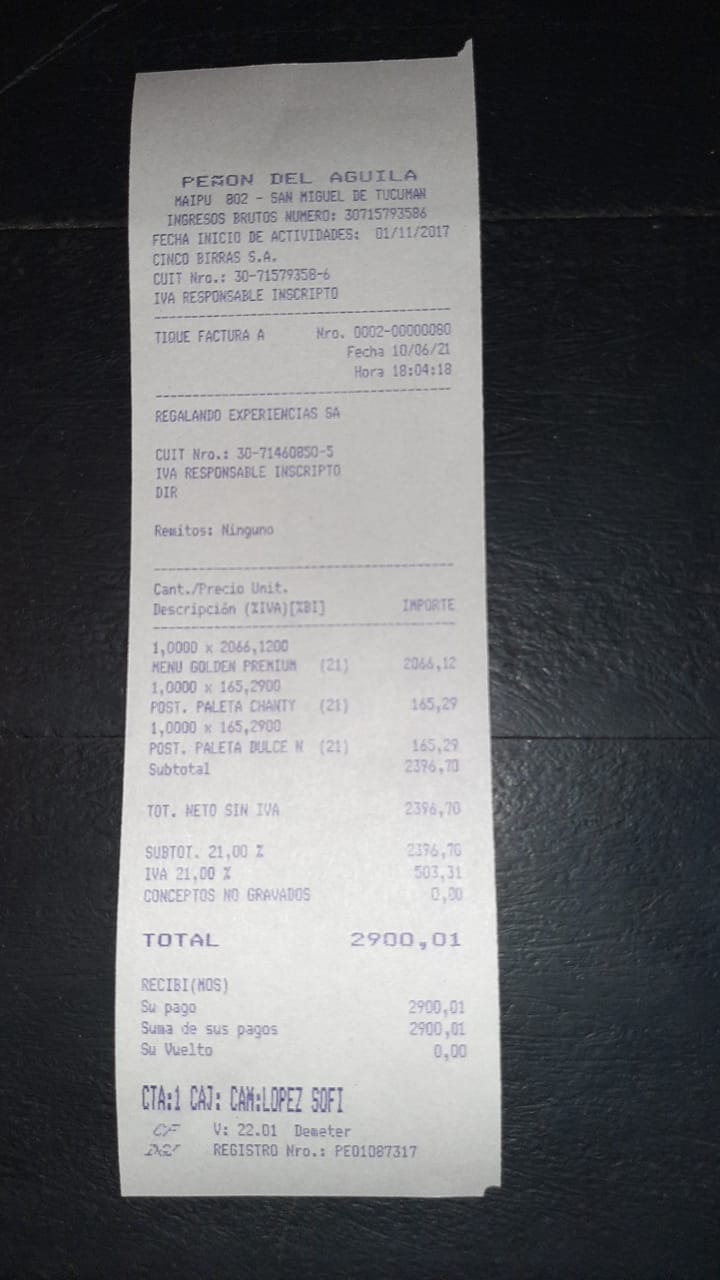 PEÑON DEL AGUILA
MAIPU 802 - SAN MIGUEL DE TUCUMAN
INGRESOS BRUTOS NUMERO: 30715793586
FECHA INICIO DE ACTIVIDADES: 01/11/2017
CINCO BIRRAS S.A.
CUIT Nro.: 30-71579358-6
IVA RESPONSABLE INSCRIPTO
TIQUE FACTURA A Nro. 0002-00000080
Fecha 10/06/21
Hora 18:04:18
REGALANDO EXPERIENCIAS SA
CUIT Nro.: 30-71460850-5
IVA RESPONSABLE INSCRIPTO
DIR
Remitos: Ninguno
Cant./Precio Unit.
Descripción (%IVA)[%BI] IMPORTE
1,0000 x 2066,1200
MENU GOLDEN PREMIUM (21) 2066,12
1,0000 x 165,2900
POST. PALETA CHANTY (21) 165,29
1,0000 x 165,2900
POST. PALETA DULCE N (21) 165,29
Subtotal 2396,70
TOT. NETO SIN IVA 2396,70
SUBTOT. 21,00 % 2396,70
IVA 21,00 % 503,31
CONCEPTOS NO GRAVADOS 0,00
TOTAL 2900,01
RECIBI(MOS)
Su pago 2900,01
Suma de sus pagos 2900,01
Su Vuelto 0,00
CTA:1 CAJ: CAM:LOPEZ SOFI
CF V: 22.01 Demeter
REGISTRO Nro.: PEO1087317